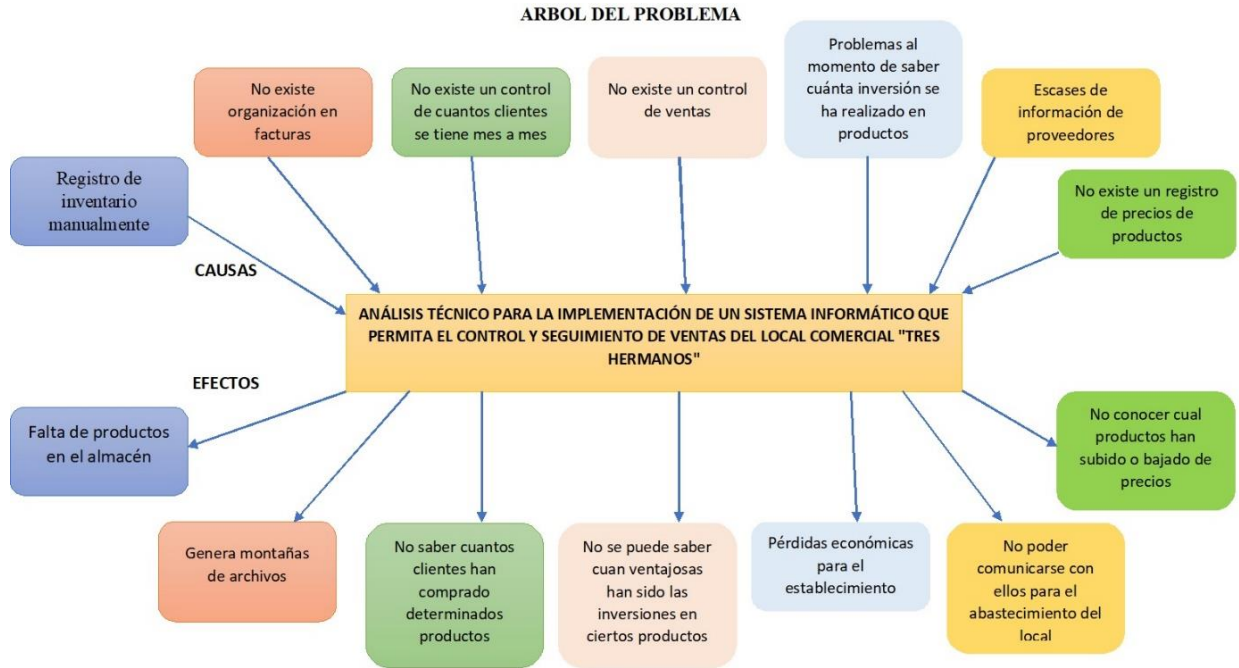 ARBOL DEL PROBLEMA
No existe
organización en
facturas
No existe un control
de cuantos clientes
se tiene mes a mes
No existe un control
de ventas
Problemas al
momento de saber
cuánta inversión se
ha realizado en
productos
Escases de
información de
proveedores
Registro de
inventario
manualmente
No existe un registro
de precios de
productos
CAUSAS
ANÁLISIS TÉCNICO PARA LA IMPLEMENTACIÓN DE UN SISTEMA INFORMÁTICO QUE
PERMITA EL CONTROL Y SEGUIMIENTO DE VENTAS DEL LOCAL COMERCIAL "TRES
HERMANOS"
EFECTOS
Falta de productos
en el almacén
No conocer cual
productos han
subido o bajado de
precios
Genera montañas
de archivos
No saber cuantos
clientes han
comprado
determinados
productos
No se puede saber
cuan ventajosas
han sido las
inversiones en
ciertos productos
Pérdidas económicas
para el
establecimiento
No poder
comunicarse con
ellos para el
abastecimiento del
local